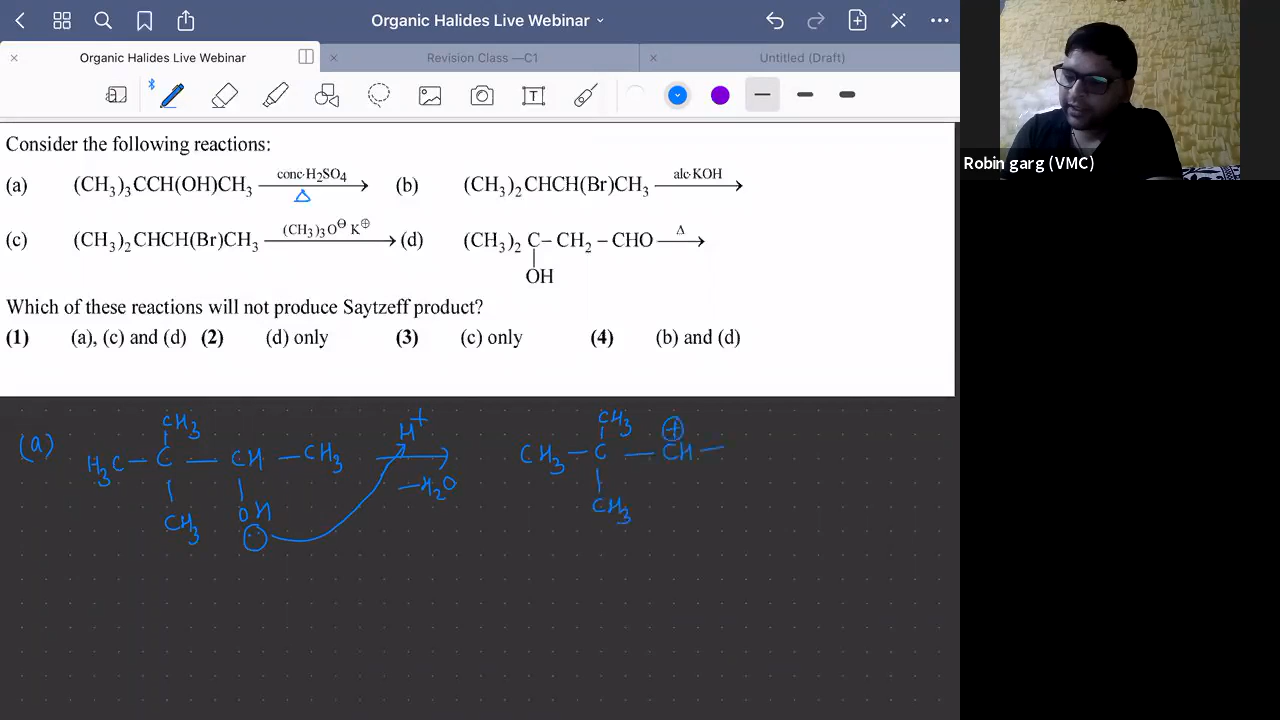 Organic Halides Live Webinar
Organic Halides Live Webinar
Revision Class —C1
Untitled (Draft)
Consider the following reactions:
(a) (CH₃)₃CCH(OH)CH₃ conc·H₂SO₄ Δ (b) (CH₃)₂CHCH(Br)CH₃ alc·KOH
(c) (CH₃)₂CHCH(Br)CH₃ (CH₃)₃O⊖ K⊕ (d) (CH₃)₂ C – CH₂ – CHO Δ
OH
Which of these reactions will not produce Saytzeff product?
(1) (a), (c) and (d) (2) (d) only (3) (c) only (4) (b) and (d)
Robin garg (VMC)
CH₃ H⁺ CH₃ ⊕
(a) H₃C – C – CH – CH₃ → CH₃ – C – CH –
–H₂O
CH₃ OH CH₃